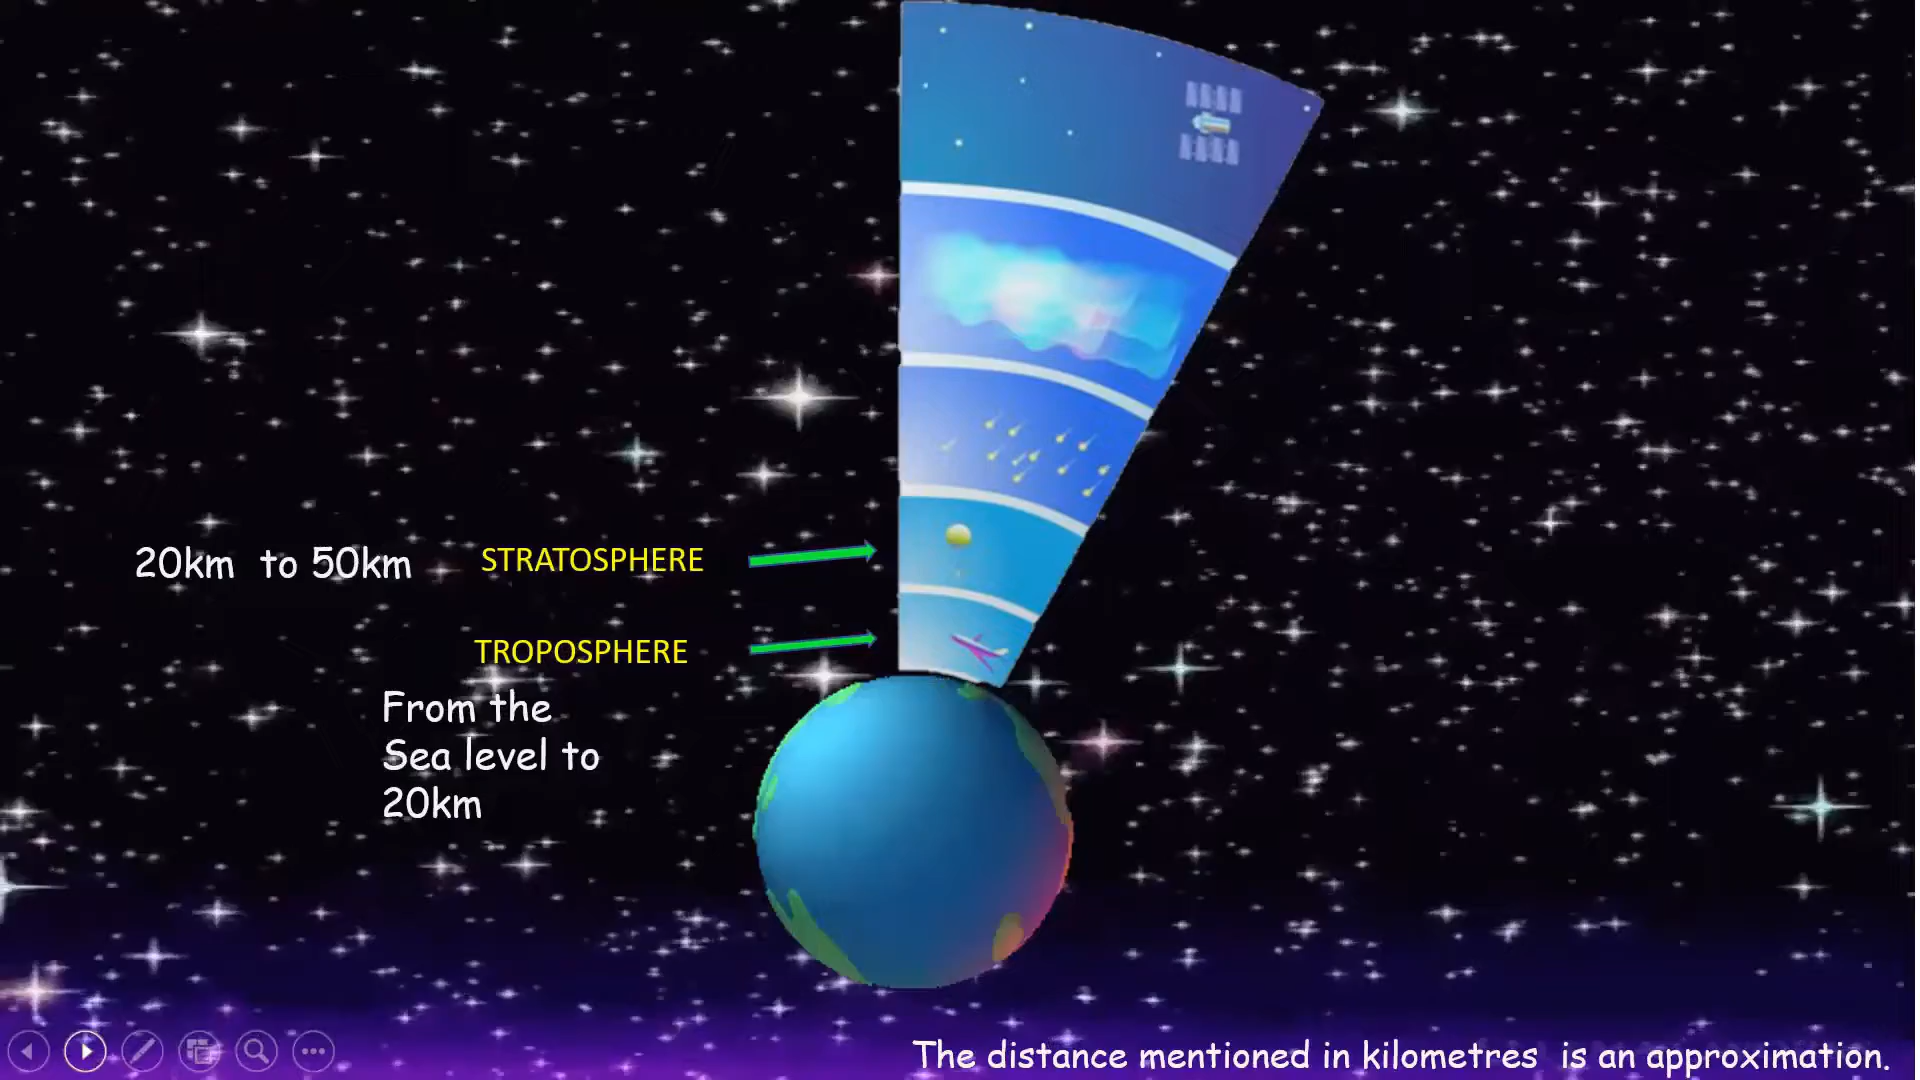 20km to 50km STRATOSPHERE
TROPOSPHERE
From the
Sea level to
20km
The distance mentioned in kilometres is an approximation.